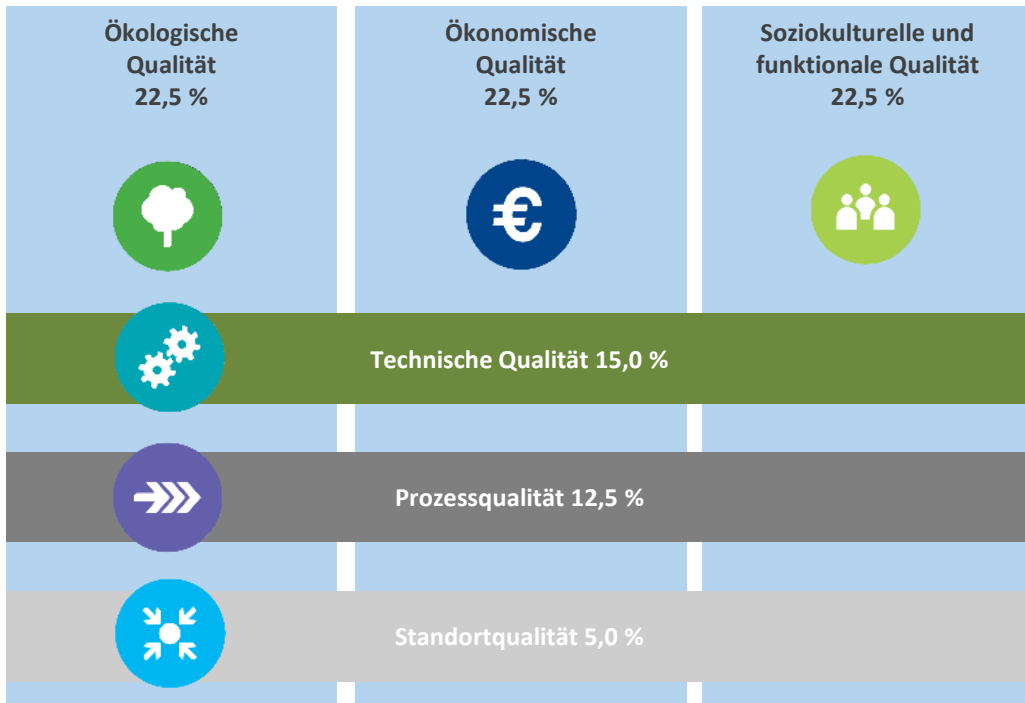 Ökologische
Qualität
22,5 %
Ökonomische
Qualität
22,5 %
Soziokulturelle und
funktionale Qualität
22,5 %
Technische Qualität 15,0 %
Prozessqualität 12,5 %
Standortqualität 5,0 %